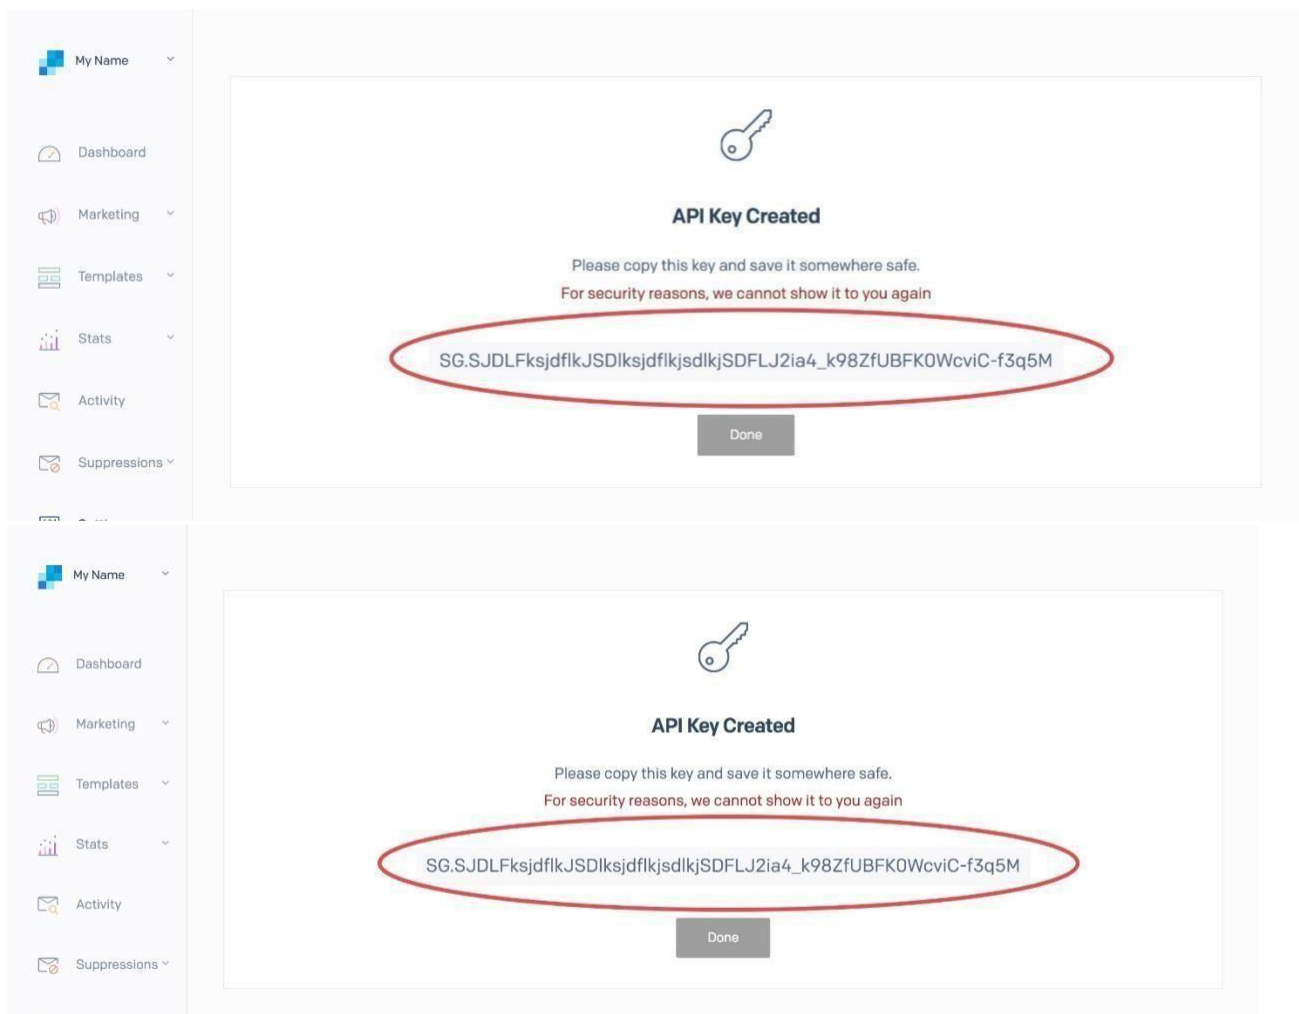 My Name
Dashboard
Marketing
Templates
Stats
Activity
Suppressions
API Key Created
Please copy this key and save it somewhere safe.
For security reasons, we cannot show it to you again
SG.SJDLFksjdflkJSDlksjdflkjsdlkjSDFLJ2ia4_k98ZfUBFK0WcviC-f3q5M
Done
My Name
Dashboard
Marketing
Templates
Stats
Activity
Suppressions
API Key Created
Please copy this key and save it somewhere safe.
For security reasons, we cannot show it to you again
SG.SJDLFksjdflkJSDlksjdflkjsdlkjSDFLJ2ia4_k98ZfUBFK0WcviC-f3q5M
Done